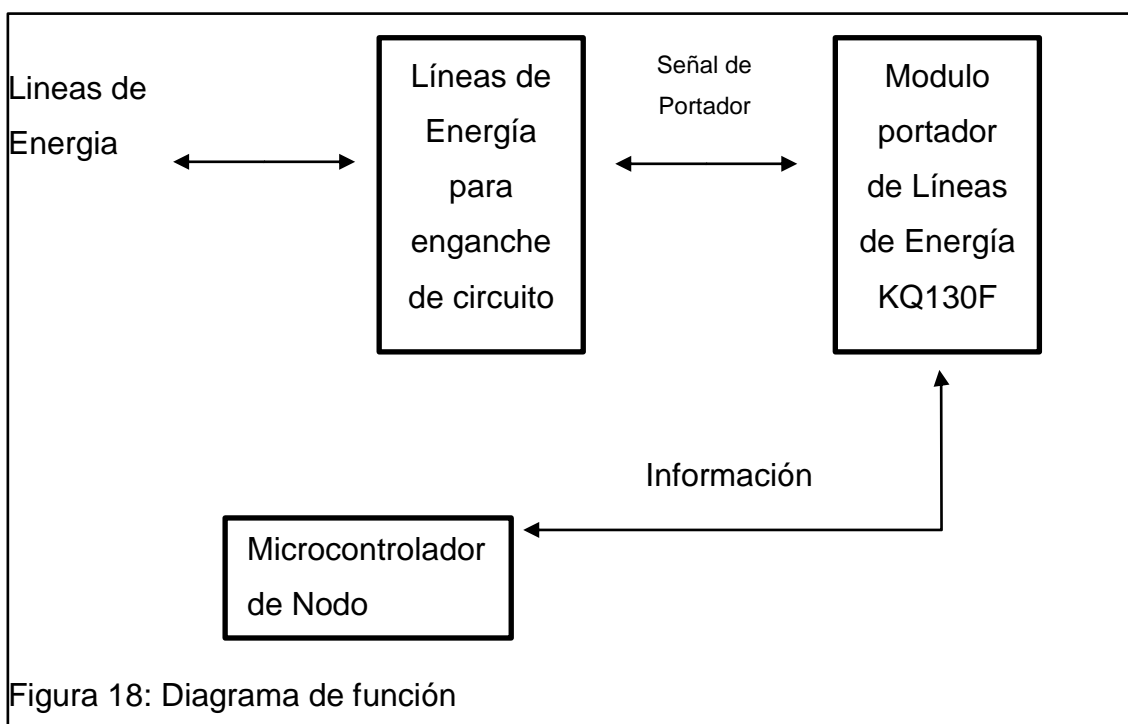 Lineas de
Energia
Líneas de
Energía
para
enganche
de circuito
Señal de
Portador
Modulo
portador
de Líneas
de Energía
KQ130F
Información
Microcontrolador
de Nodo
Figura 18: Diagrama de función